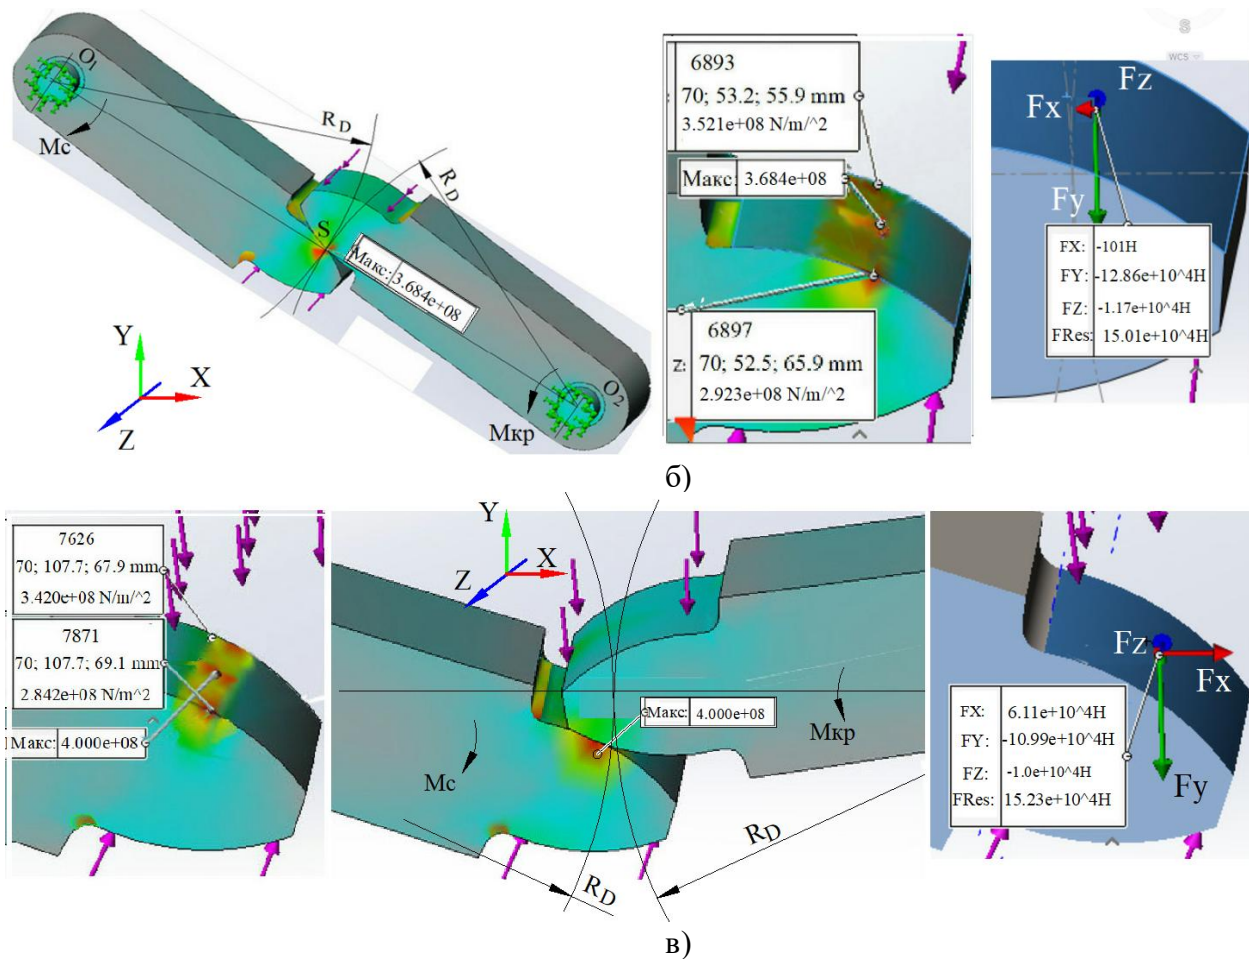 O1
Mс
RD
RD
S
Макс: 3.684e+08
O2
Mкр
Y
X
Z
6893
70; 53.2; 55.9 mm
3.521e+08 N/m/^2
Макс: 3.684e+08
6897
Z: 70; 52.5; 65.9 mm
2.923e+08 N/m/^2
S
WCS
Fz
Fx
Fy
FX: -101H
FY: -12.86e+10^4H
FZ: -1.17e+10^4H
FRes: 15.01e+10^4H
б)
7626
70; 107.7; 67.9 mm
3.420e+08 N/m/^2
7871
70; 107.7; 69.1 mm
2.842e+08 N/m^2
Макс: 4.000e+08
Y
X
Z
Макс: 4.000e+08
Mс
Mкр
RD
RD
Fz
Fx
Fy
FX: 6.11e+10^4H
FY: -10.99e+10^4H
FZ: -1.0e+10^4H
FRes: 15.23e+10^4H
в)